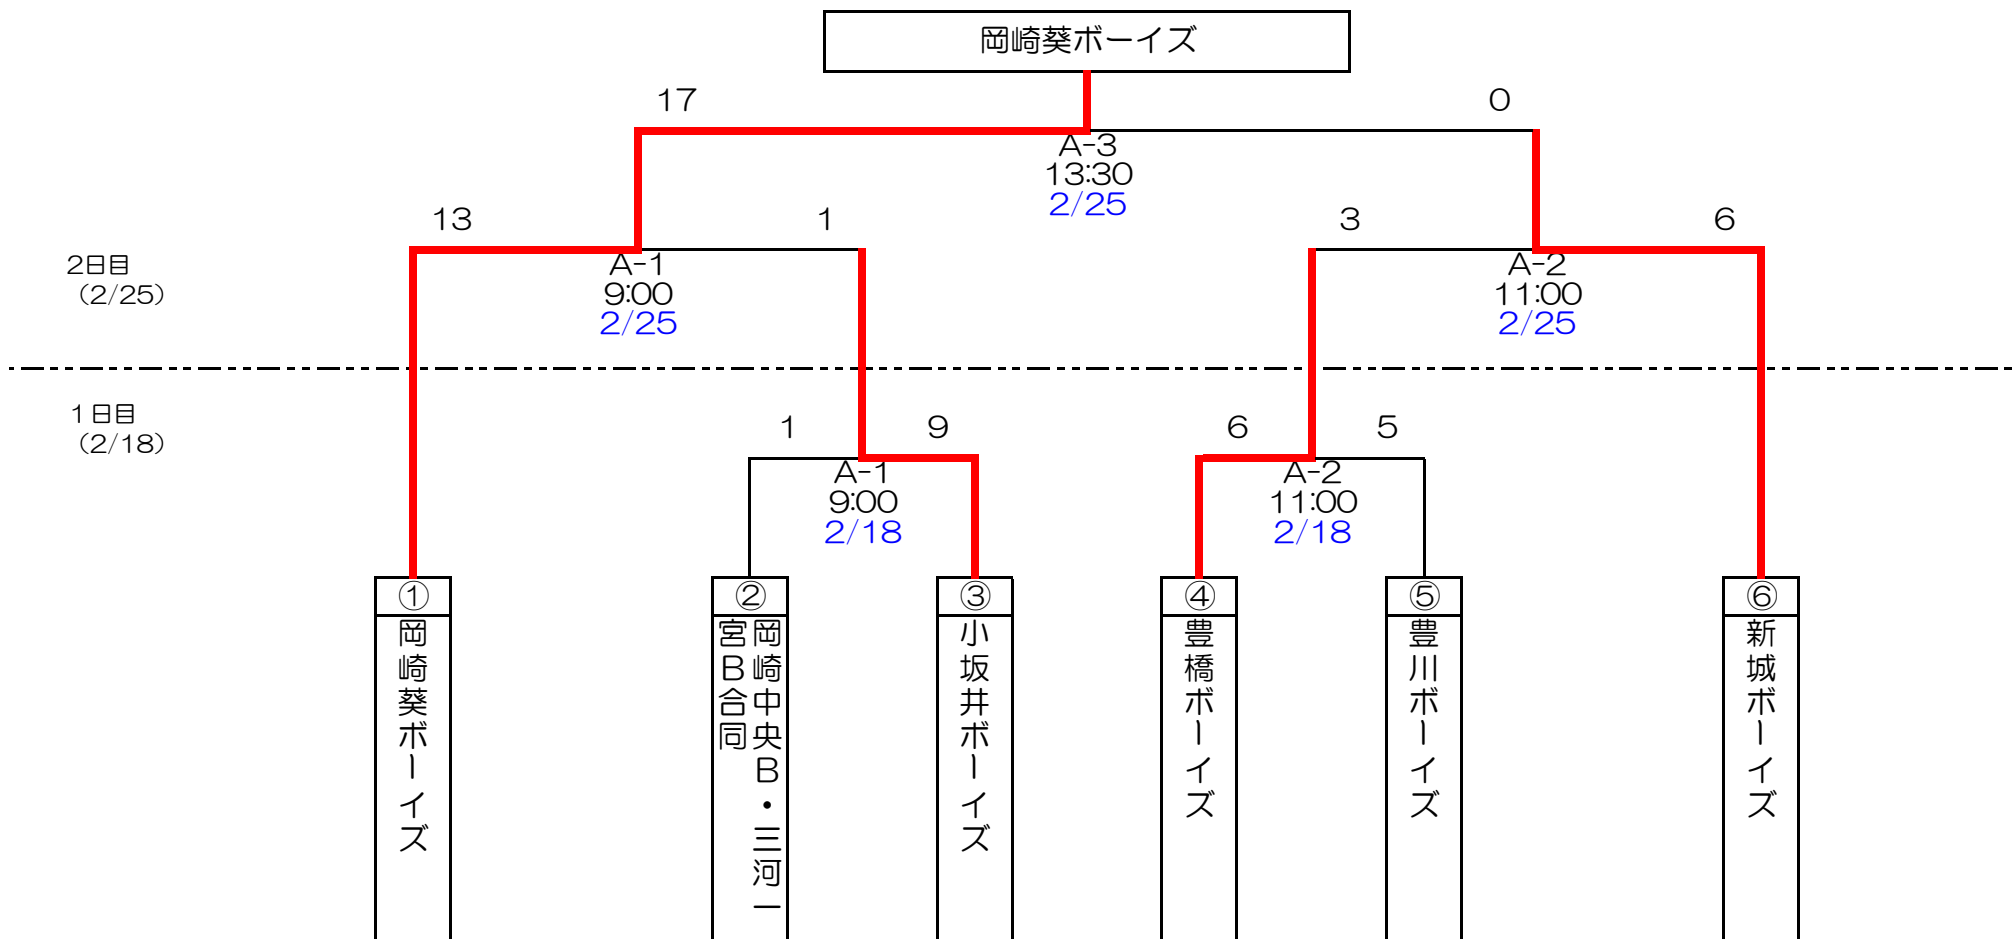 岡崎葵ボーイズ
17
0
A-3
13:30
2/25
13
1
3
6
2日目
（2/25）
A-1
9:00
2/25
A-2
11:00
2/25
1日目
（2/18）
1
9
6
5
A-1
9:00
2/18
A-2
11:00
2/18
①
岡崎葵ボーイズ
②
岡崎中央B・三河一
宮B合同
③
小坂井ボーイズ
④
豊橋ボーイズ
⑤
豊川ボーイズ
⑥
新城ボーイズ